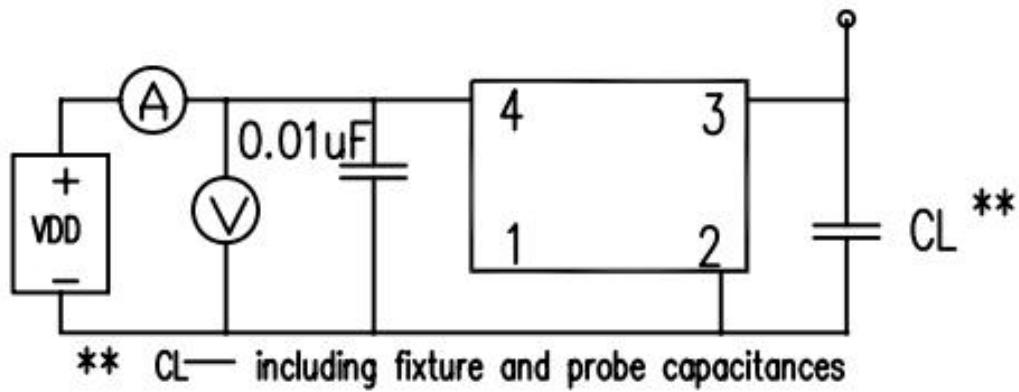 A
0.01uF
4
3
+
VDD
−
V
1
2
CL **
** CL— including fixture and probe capacitances